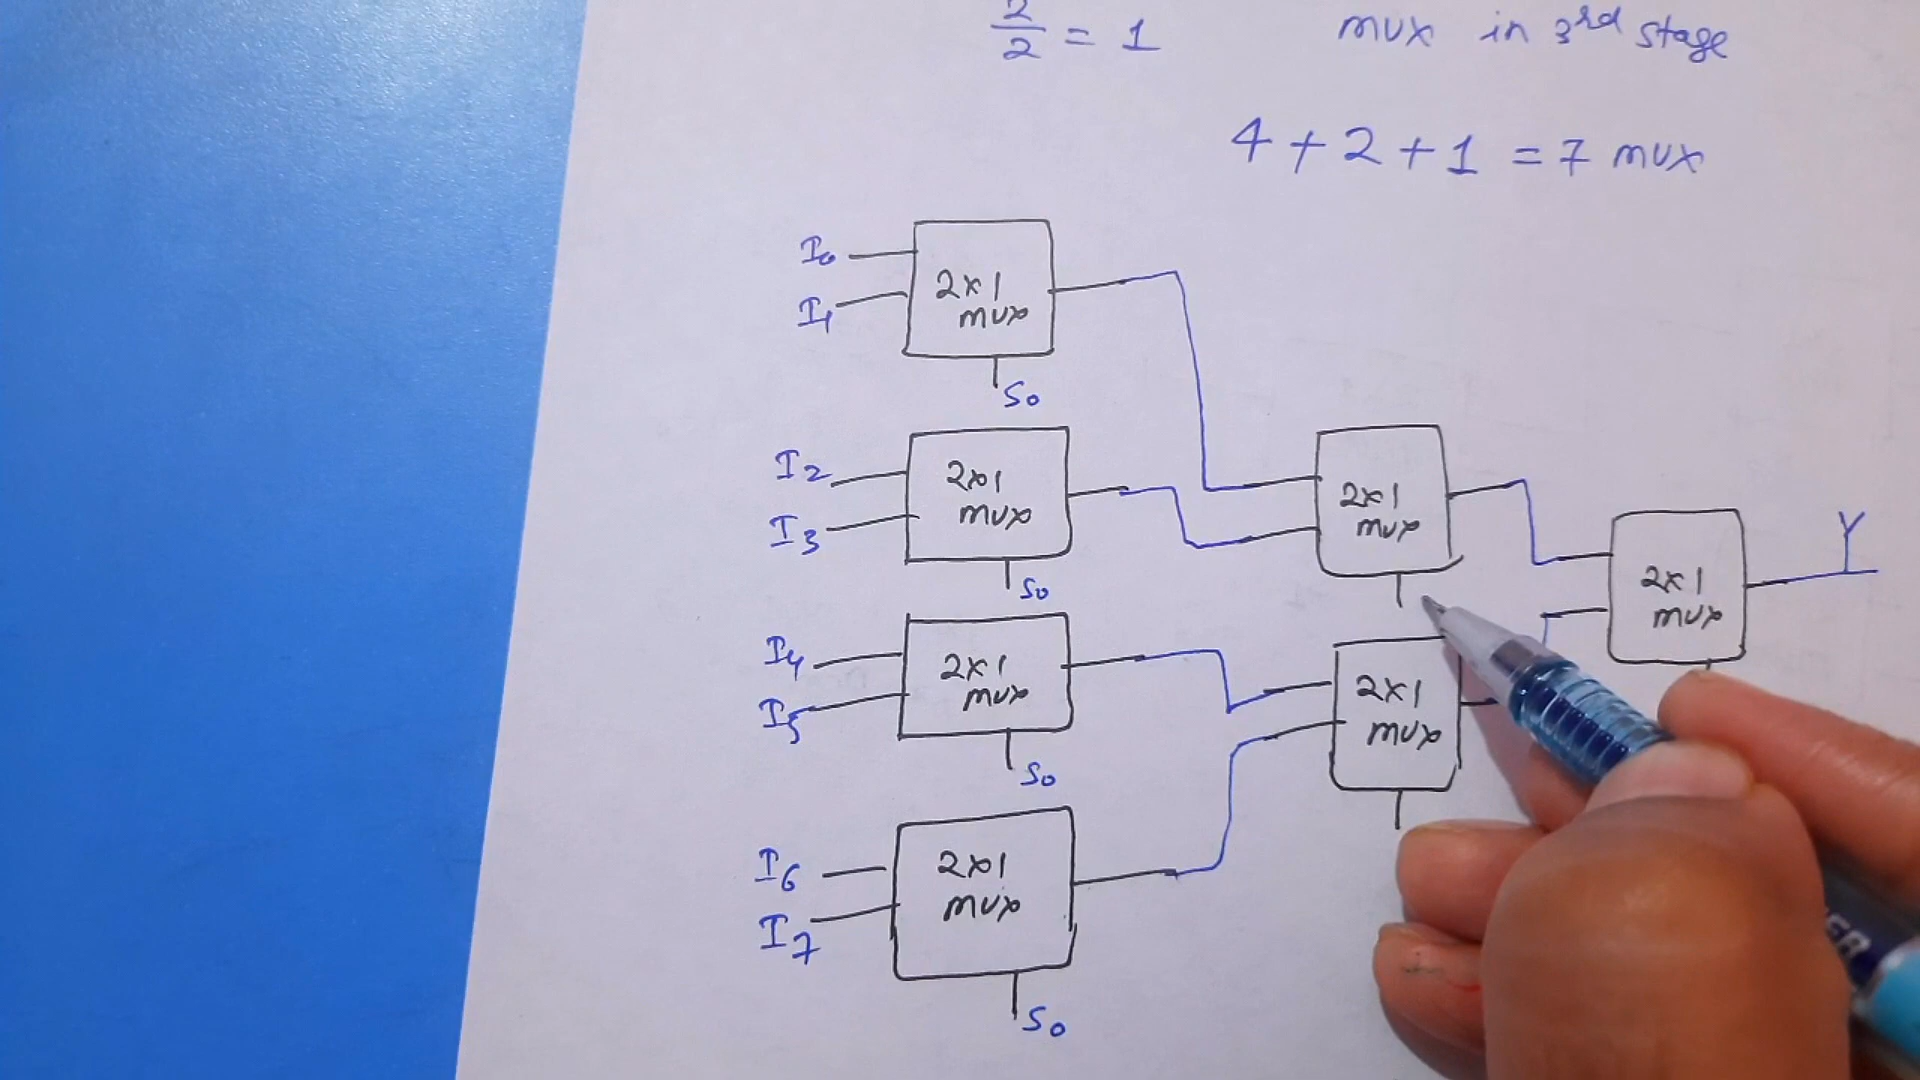 2/2 = 1 mux in 3rd stage
4 + 2 + 1 = 7 mux
I0
I1
2x1
mux
S0
I2
I3
2x1
mux
S0
2x1
mux
Y
2x1
mux
I4
I5
2x1
mux
S0
2x1
mux
I6
I7
2x1
mux
S0